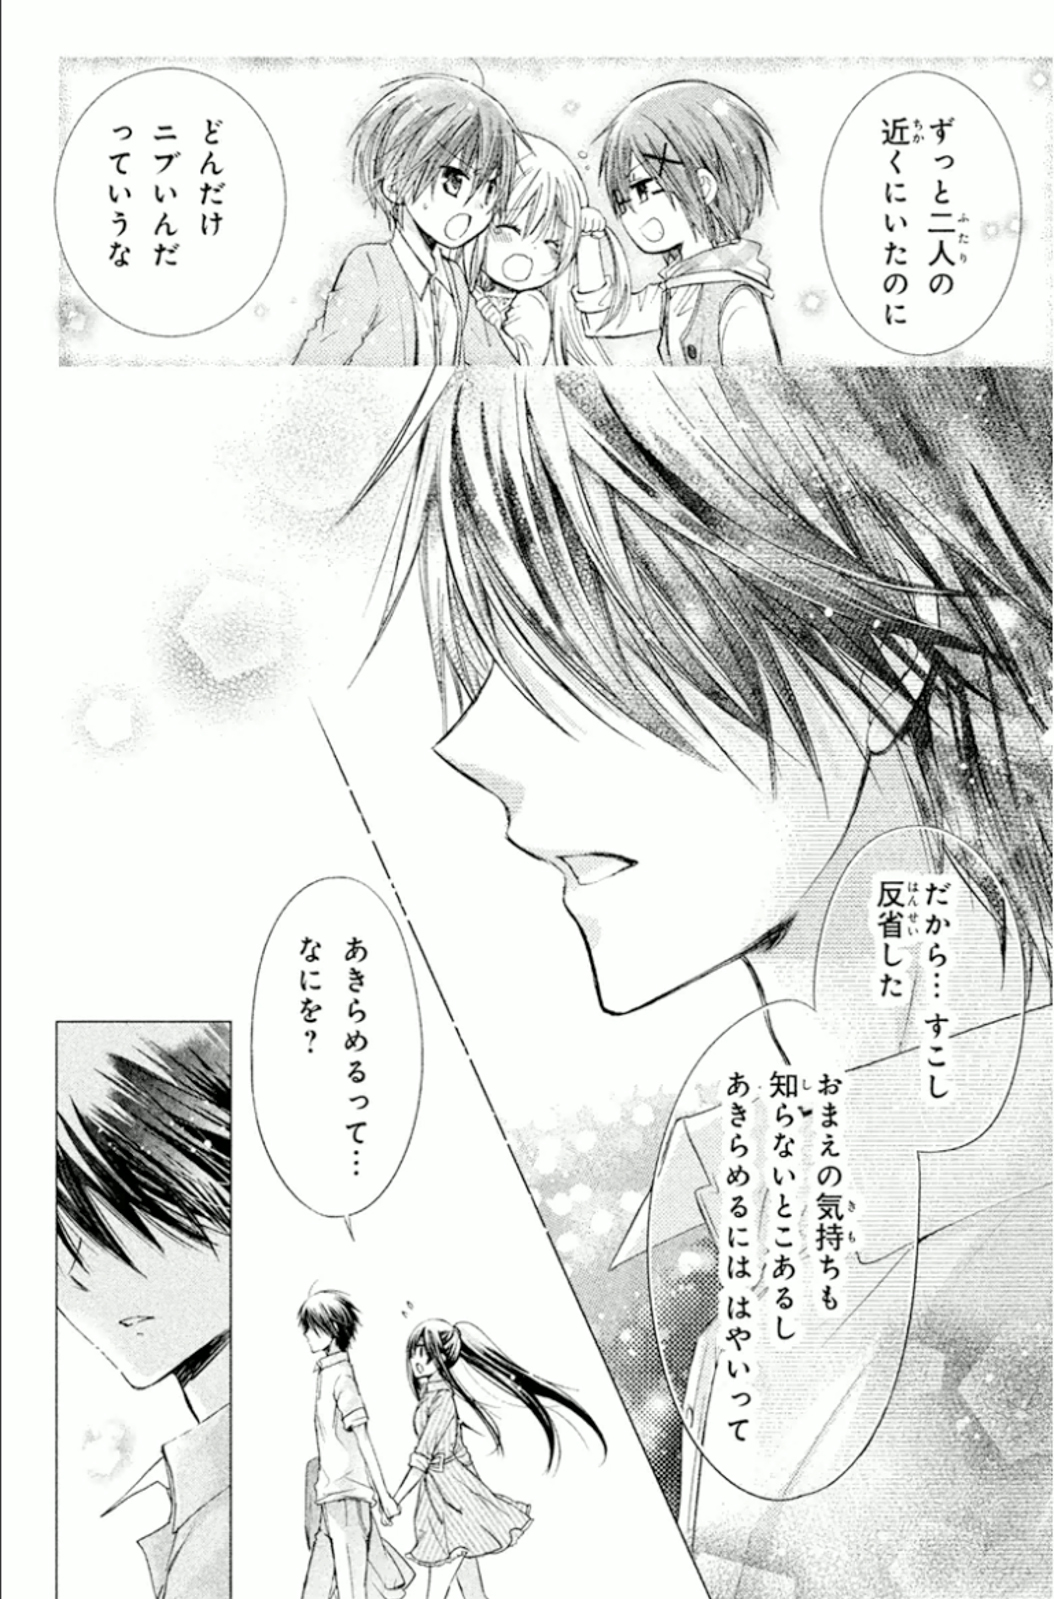 ずっと二人の
近くにいたのに
どんだけ
ニブいんだ
っていうな
だから…すこし
反省した
おまえの気持ちも
知らないとこあるし
あきらめるには はやいって
あきらめるって…
なにを？